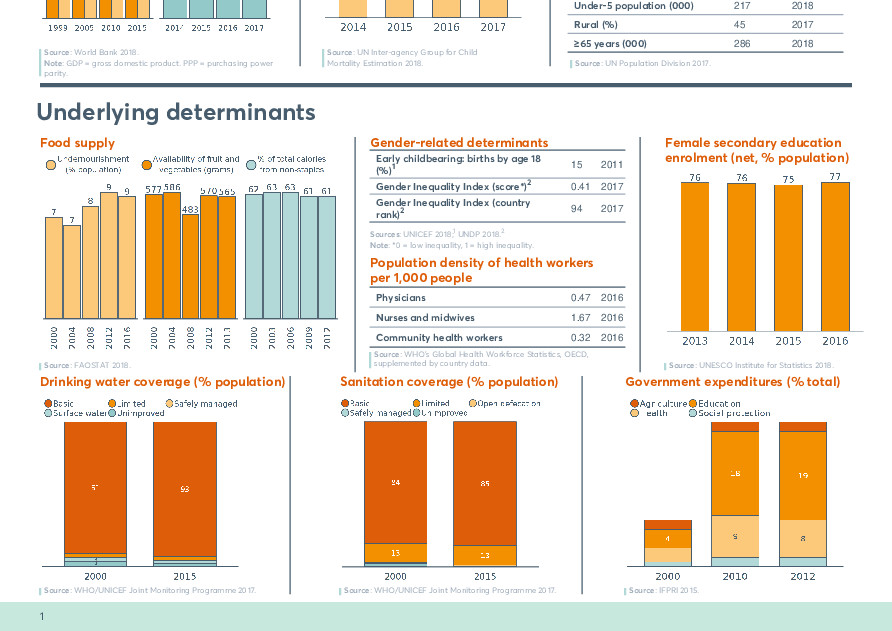 1999 2005 2010 2015
2014 2015 2016 2017
Source: World Bank 2018.
Note: GDP = gross domestic product. PPP = purchasing power
parity.
2014 2015 2016 2017
Source: UN Inter-agency Group for Child
Mortality Estimation 2018.
Under-5 population (000) 217 2018
Rural (%) 45 2017
≥65 years (000) 286 2018
Source: UN Population Division 2017.
Underlying determinants
Food supply
Undernourishment
(% population)
Availability of fruit and
vegetables (grams)
% of total calories
from non-staples
7 7 8 9 9
577 586 483 570 565
62 63 63 61 61
2000 2004 2008 2012 2016
2000 2004 2008 2012
2000 2006 2009 2012
Source: FAOSTAT 2018.
Gender-related determinants
Early childbearing: births by age 18
(%)¹ 15 2011
Gender Inequality Index (score*)² 0.41 2017
Gender Inequality Index (country
rank)² 94 2017
Sources: UNICEF 2018,¹ UNDP 2018.²
Note: *0 = low inequality, 1 = high inequality.
Population density of health workers
per 1,000 people
Physicians 0.47 2016
Nurses and midwives 1.67 2016
Community health workers 0.32 2016
Source: WHO's Global Health Workforce Statistics, OECD,
supplemented by country data.
Female secondary education
enrolment (net, % population)
76 76 75 77
2013 2014 2015 2016
Source: UNESCO Institute for Statistics 2018.
Drinking water coverage (% population)
Basic Limited Safely managed
Surface water Unimproved
93
2000 2015
Source: WHO/UNICEF Joint Monitoring Programme 2017.
Sanitation coverage (% population)
Basic Limited Open defecation
Safely managed Unimproved
84 85
13 13
2000 2015
Source: WHO/UNICEF Joint Monitoring Programme 2017.
Government expenditures (% total)
Agriculture Education
Health Social protection
4 18 19
9 8
2000 2010 2012
Source: IFPRI 2015.
1